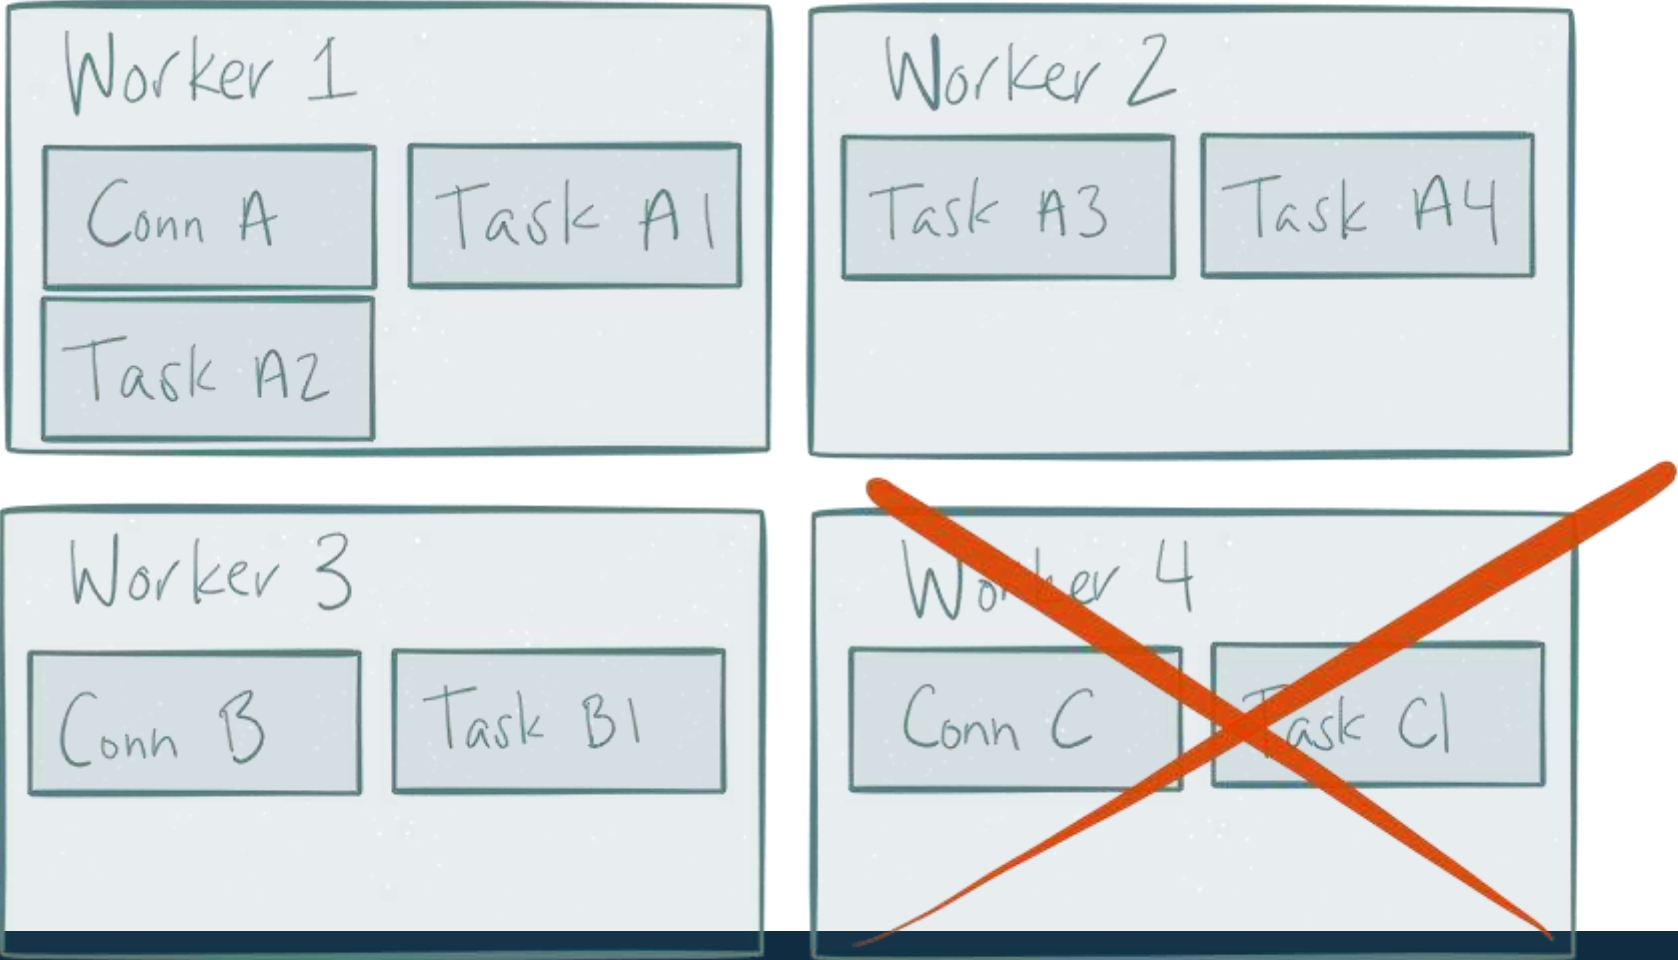 Worker 1
Conn A
Task A1
Task A2
Worker 2
Task A3
Task A4
Worker 3
Conn B
Task B1
Worker 4
Conn C
Task C1